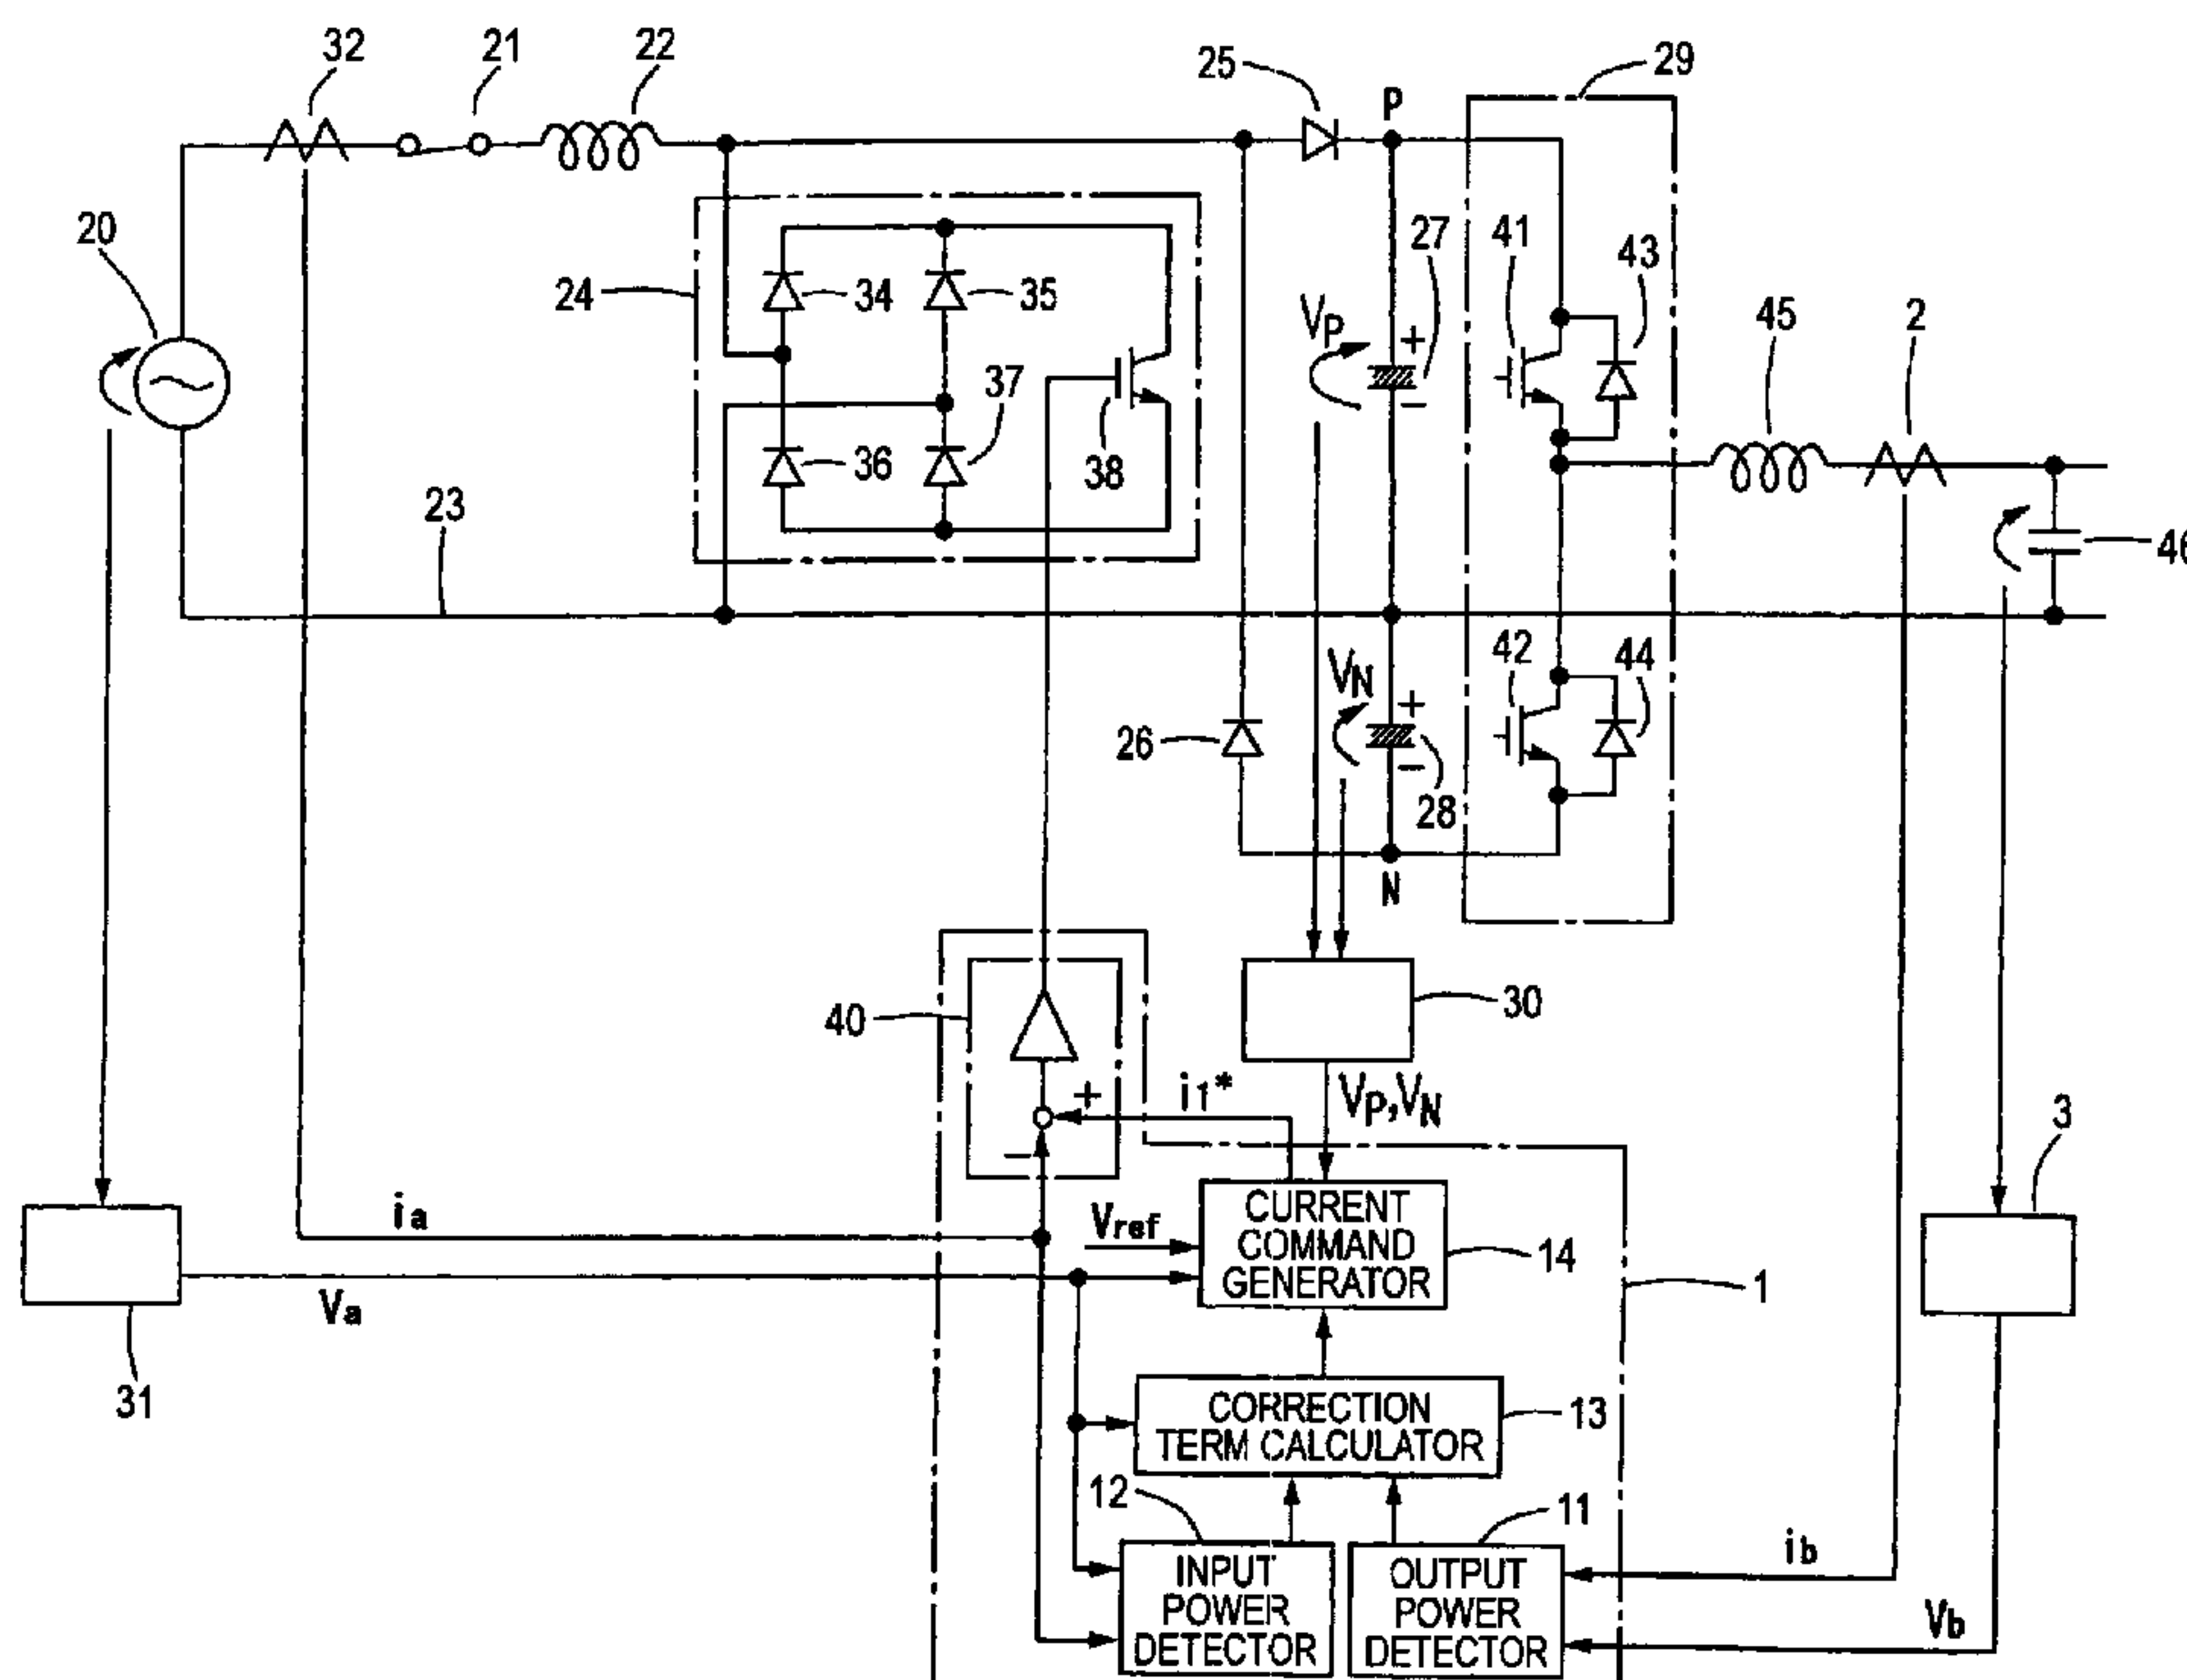 32
21
22
25
29
P
20
24
34
35
27
41
43
VP
+
−
37
45
2
36
38
23
46
VN
+
−
26
28
42
44
N
40
30
+
i1*
VP,VN
−
3
ia
Vref
CURRENT
COMMAND
GENERATOR
14
1
Va
31
CORRECTION
TERM CALCULATOR
13
12
11
INPUT
POWER
DETECTOR
OUTPUT
POWER
DETECTOR
ib
Vb